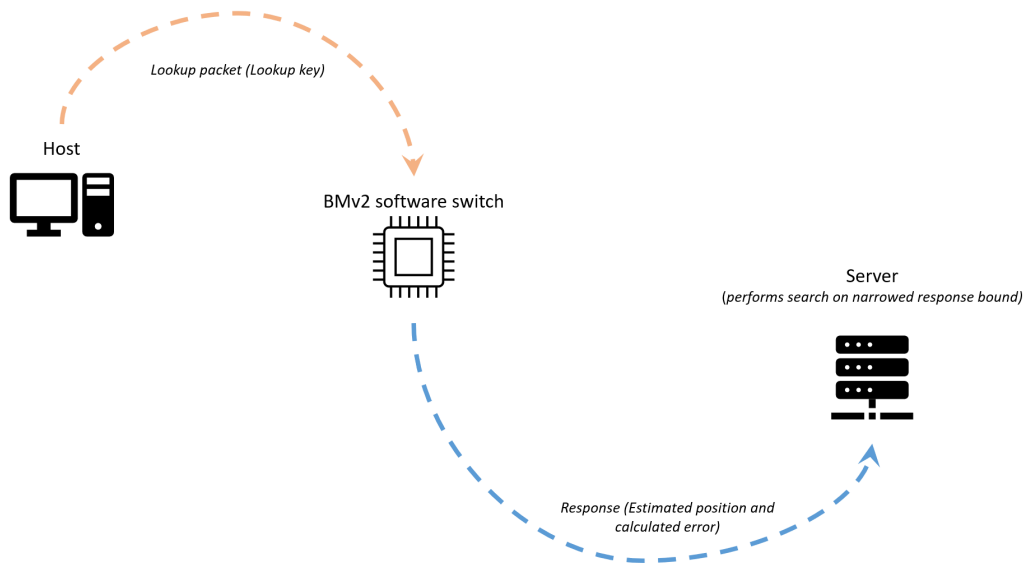 Lookup packet (Lookup key)
Host
BMv2 software switch
Server
(performs search on narrowed response bound)
Response (Estimated position and
calculated error)